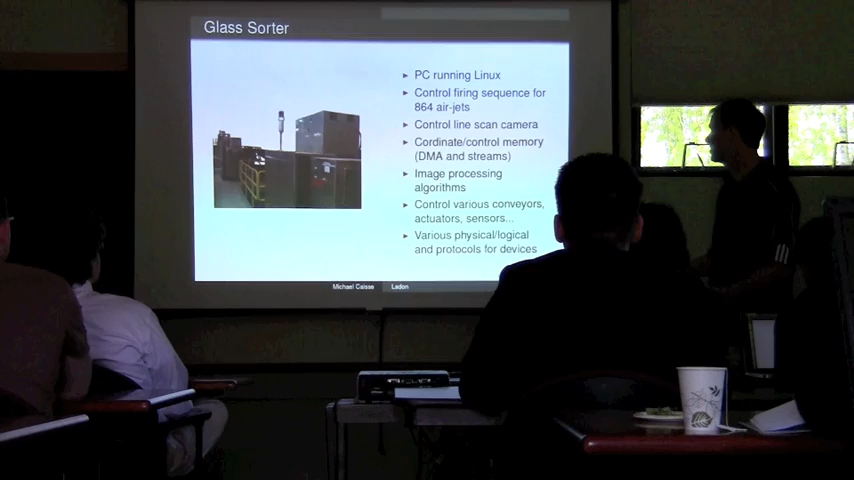 Glass Sorter
▸ PC running Linux
▸ Control firing sequence for
864 air-jets
▸ Control line scan camera
▸ Cordinate/control memory
(DMA and streams)
▸ Image processing
algorithms
▸ Control various conveyors,
actuators, sensors...
▸ Various physical/logical
and protocols for devices
Michael Caisse Ladon